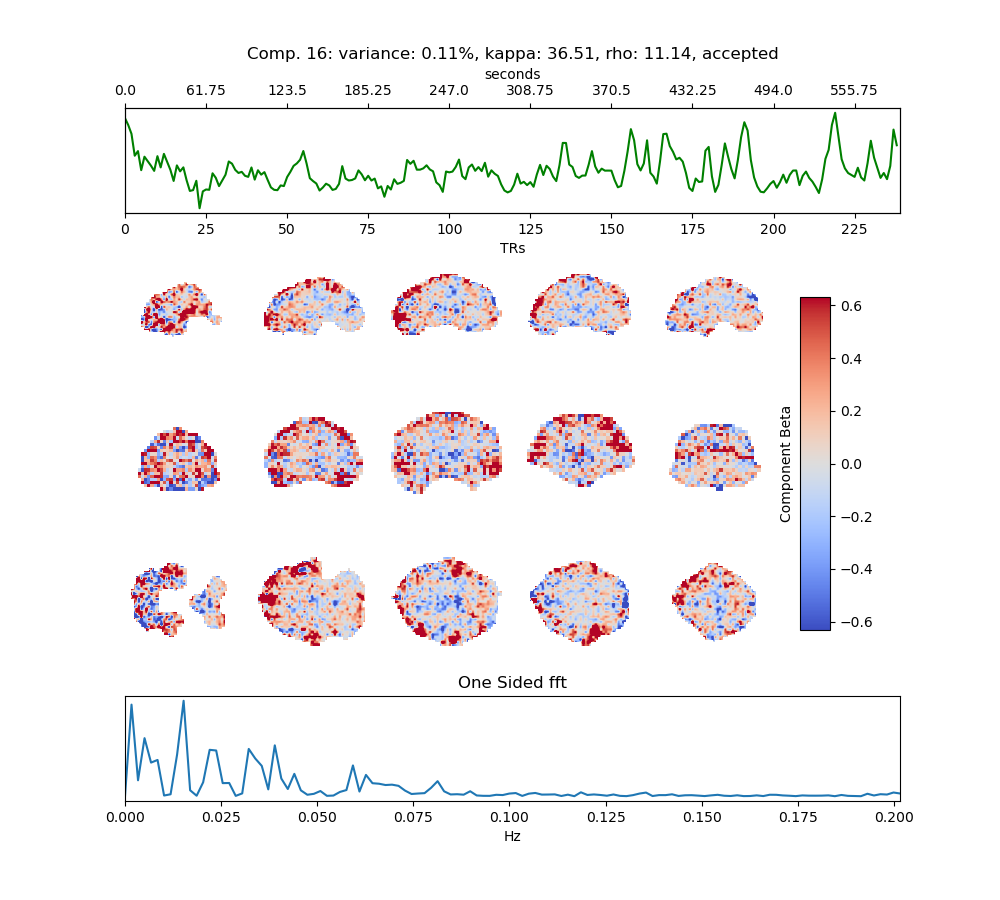 Comp. 16: variance: 0.11%, kappa: 36.51, rho: 11.14, accepted
seconds
0.0 61.75 123.5 185.25 247.0 308.75 370.5 432.25 494.0 555.75
0 25 50 75 100 125 150 175 200 225
TRs
0.6
0.4
0.2
0.0
−0.2
−0.4
−0.6
Component Beta
One Sided fft
0.000 0.025 0.050 0.075 0.100 0.125 0.150 0.175 0.200
Hz